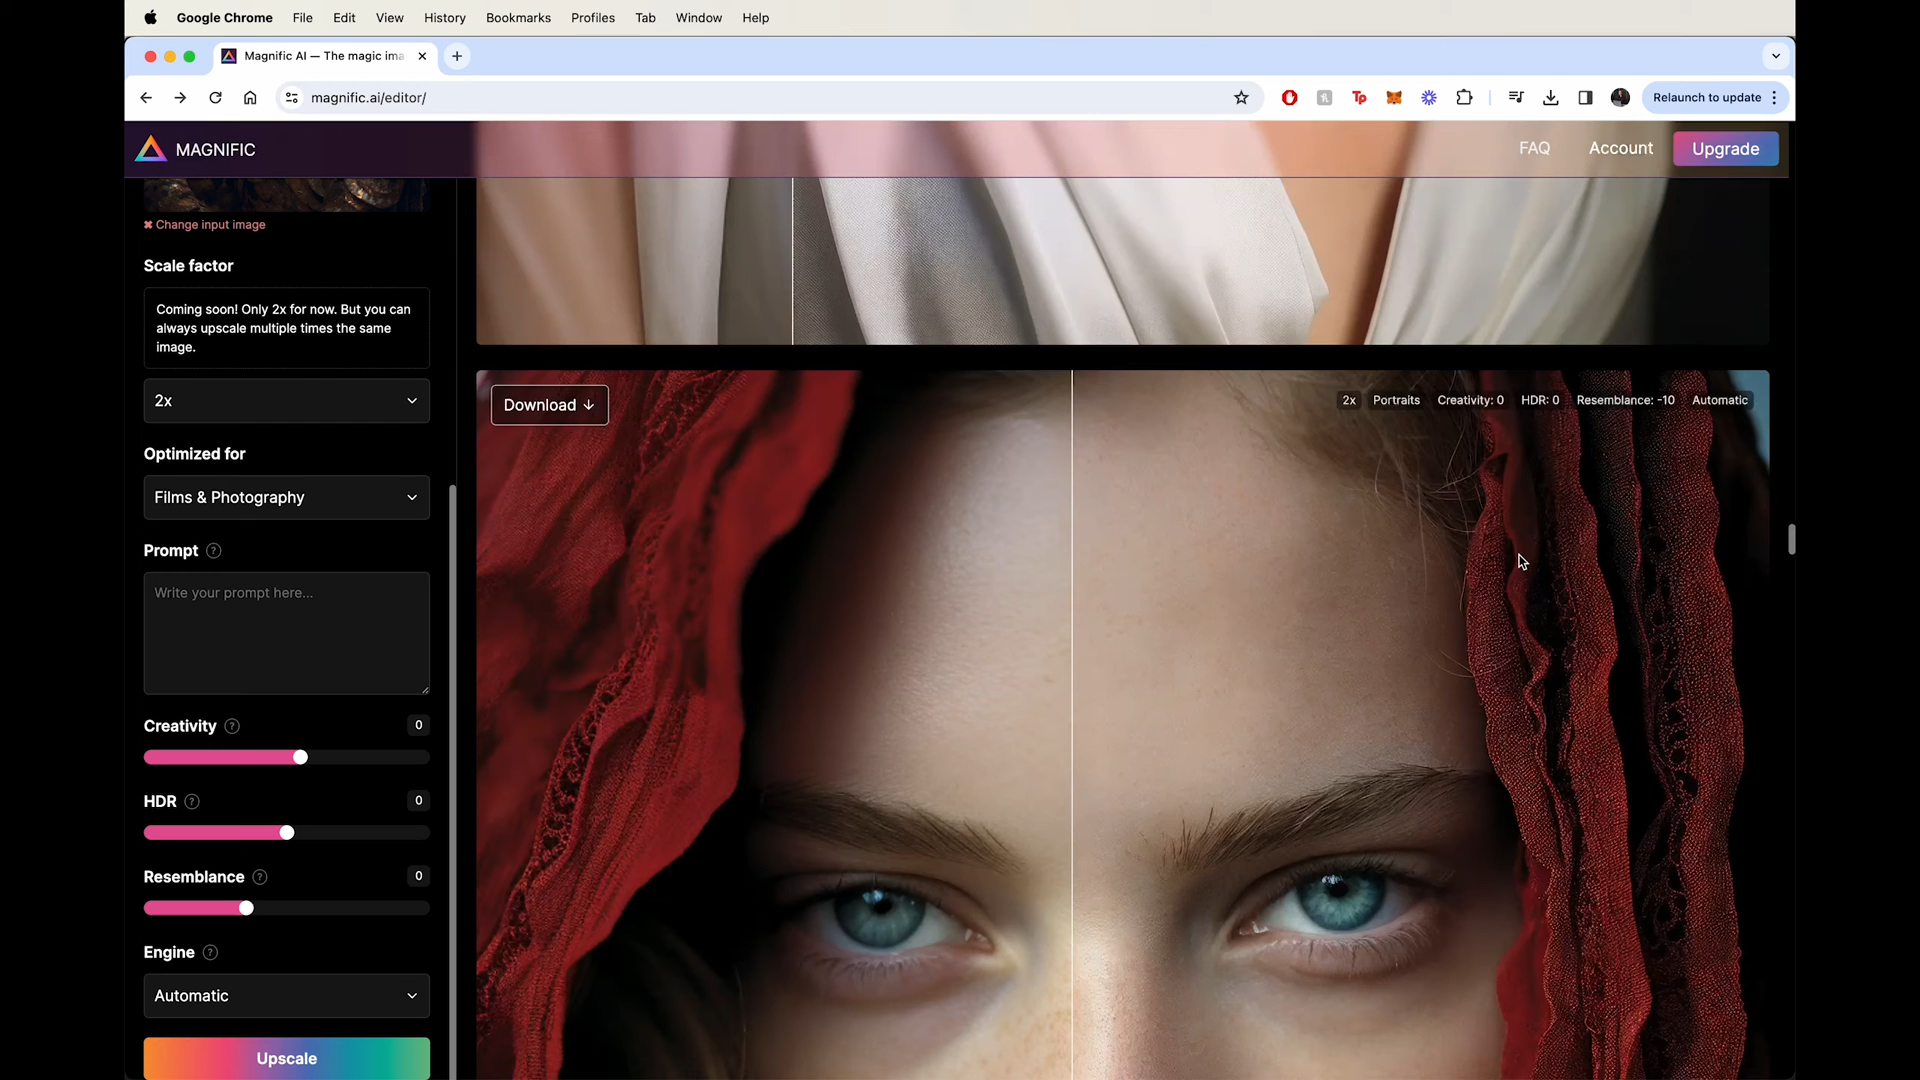 Google Chrome File Edit View History Bookmarks Profiles Tab Window Help
Magnific AI — The magic ima
magnific.ai/editor/
Tp
Relaunch to update
MAGNIFIC
FAQ Account Upgrade
Change input image
Scale factor
Coming soon! Only 2x for now. But you can
always upscale multiple times the same
image.
2x
Optimized for
Films & Photography
Prompt ?
Write your prompt here...
Creativity ? 0
HDR ? 0
Resemblance ? 0
Engine ?
Automatic
Upscale
Download ↓
2x Portraits Creativity: 0 HDR: 0 Resemblance: -10 Automatic